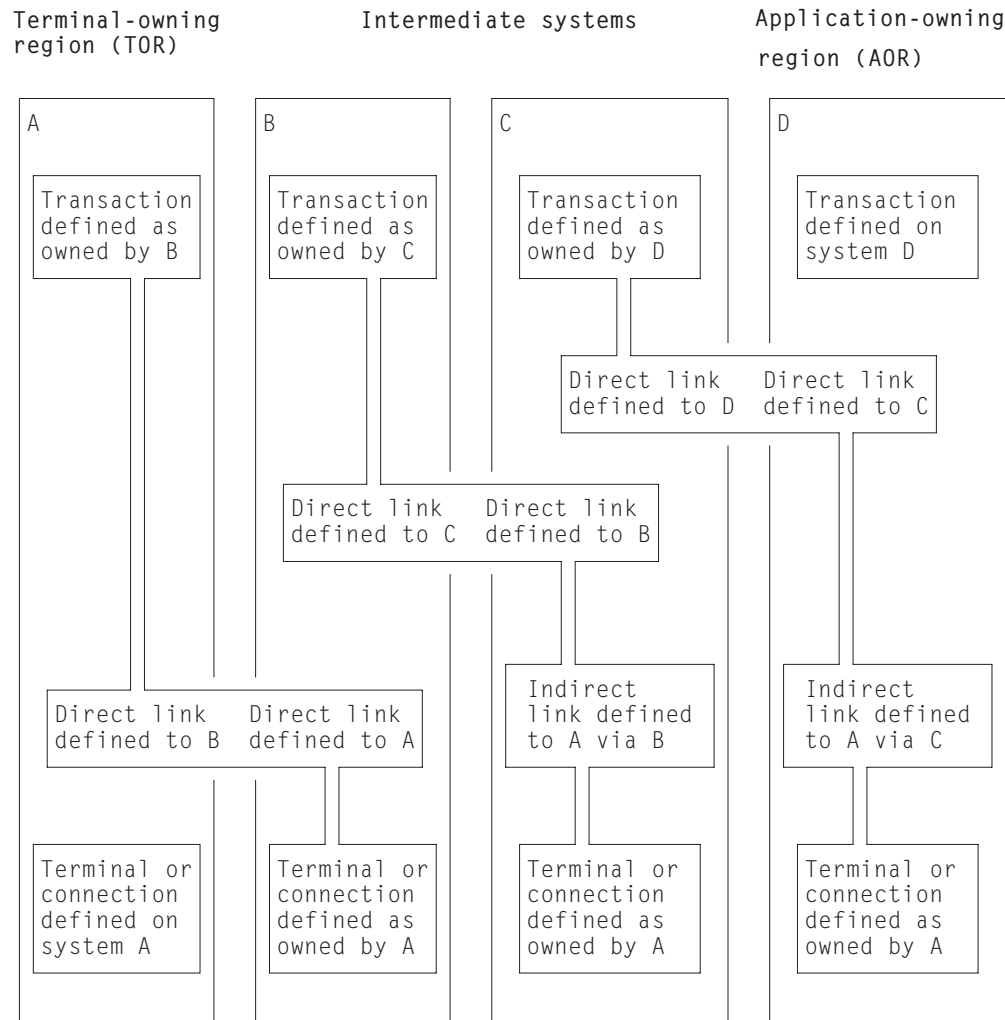 Terminal-owning
region (TOR)
Intermediate systems
Application-owning
region (AOR)
A
B
C
D
Transaction
defined as
owned by B
Transaction
defined as
owned by C
Transaction
defined as
owned by D
Transaction
defined on
system D
Direct link
defined to D
Direct link
defined to C
Direct link
defined to C
Direct link
defined to B
Direct link
defined to B
Direct link
defined to A
Indirect
link defined
to A via B
Indirect
link defined
to A via C
Terminal or
connection
defined on
system A
Terminal or
connection
defined as
owned by A
Terminal or
connection
defined as
owned by A
Terminal or
connection
defined as
owned by A